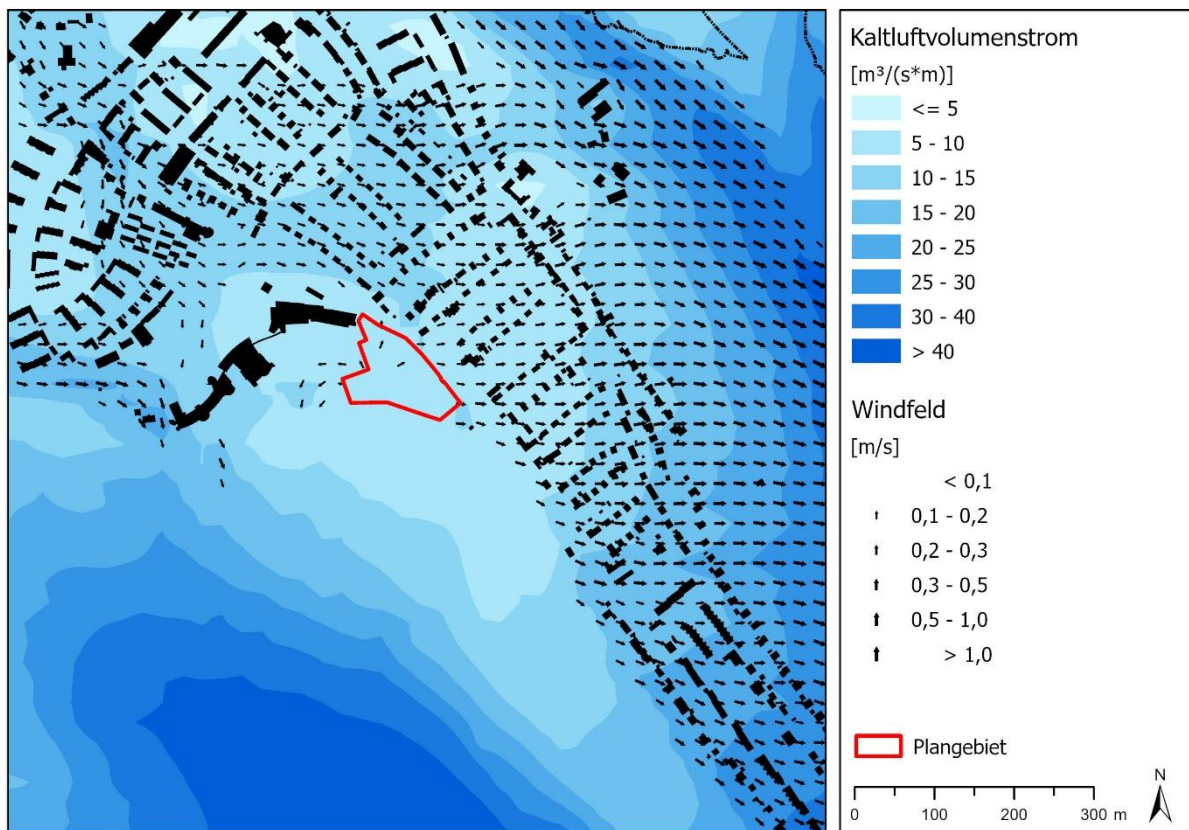 Kaltluftvolumenstrom
[m³/(s*m)]
<= 5
5 - 10
10 - 15
15 - 20
20 - 25
25 - 30
30 - 40
> 40
Windfeld
[m/s]
< 0,1
0,1 - 0,2
0,2 - 0,3
0,3 - 0,5
0,5 - 1,0
> 1,0
Plangebiet
N
0 100 200 300 m